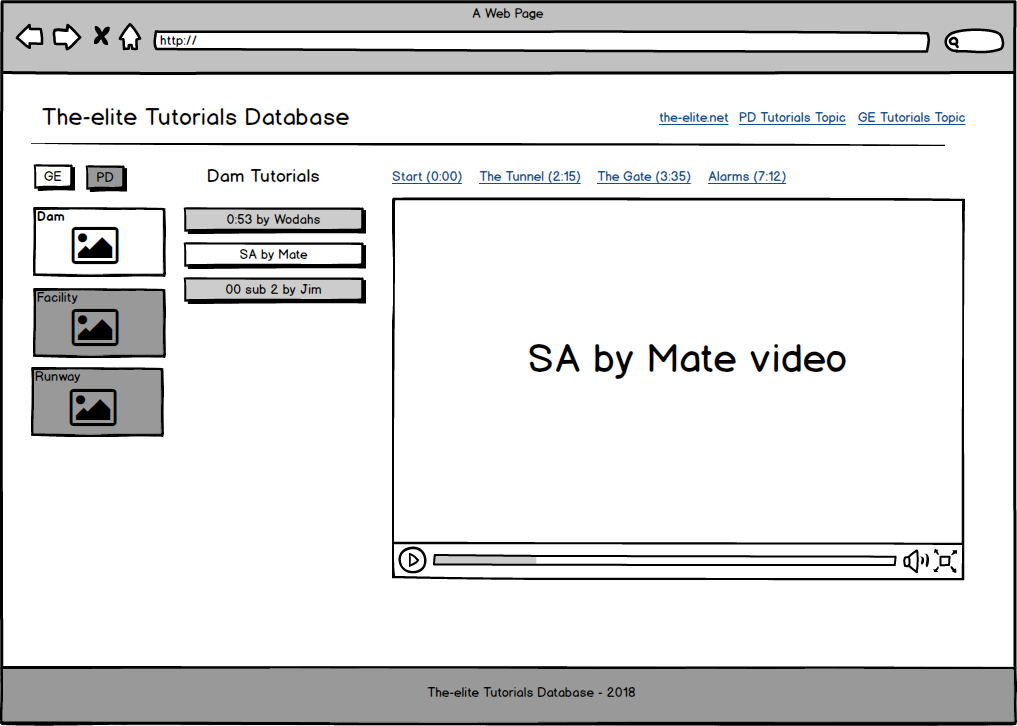 A Web Page
http://
The-elite Tutorials Database
the-elite.net PD Tutorials Topic GE Tutorials Topic
GE PD
Dam Tutorials
Start (0:00) The Tunnel (2:15) The Gate (3:35) Alarms (7:12)
Dam
Facility
Runway
0:53 by Wodahs
SA by Mate
00 sub 2 by Jim
SA by Mate video
The-elite Tutorials Database - 2018